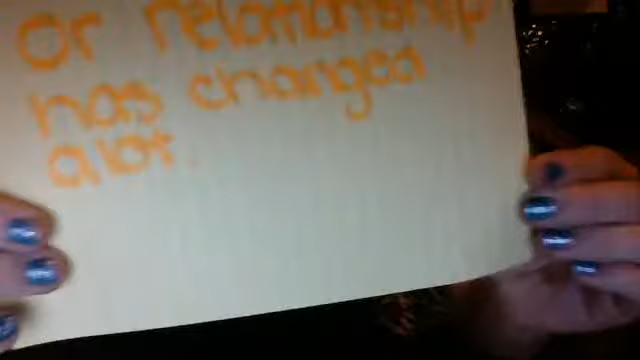 or relationship
has changed
a lot.